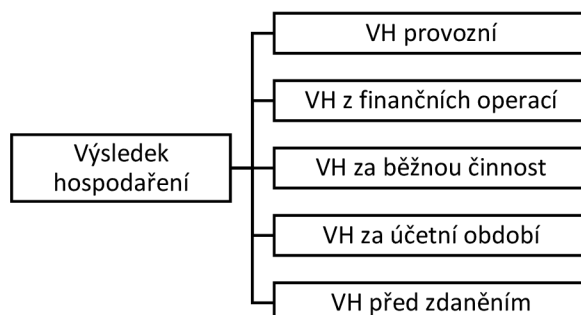 VH provozní
VH z finančních operací
Výsledek
hospodaření
VH za běžnou činnost
VH za účetní období
VH před zdaněním